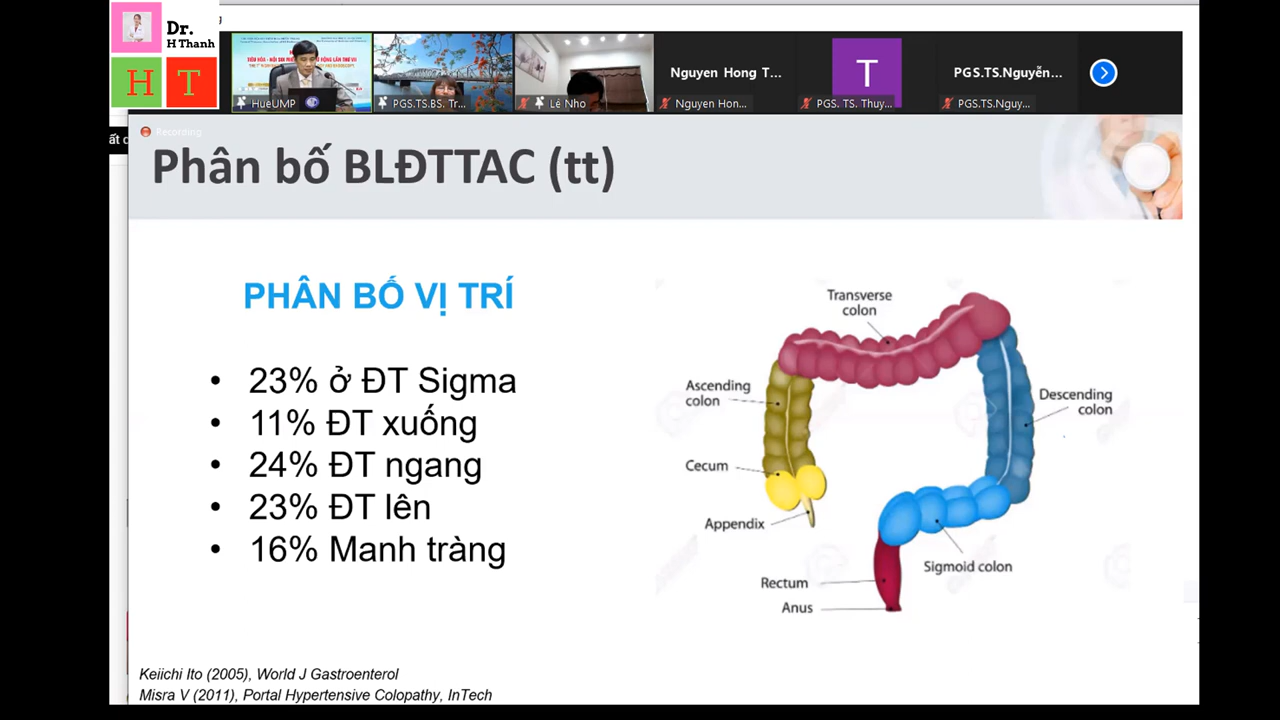 Dr.
H Thanh
H T
HueUMP
PGS.TS.BS. Tr...
Lê Nho
Nguyen Hong T...
Nguyen Hon...
T
PGS. TS. Thuy...
PGS.TS.Nguyễn...
PGS.TS.Nguy...
Recording
Phân bố BLĐTTAC (tt)
PHÂN BỐ VỊ TRÍ
• 23% ở ĐT Sigma
• 11% ĐT xuống
• 24% ĐT ngang
• 23% ĐT lên
• 16% Manh tràng
Transverse
colon
Ascending
colon
Descending
colon
Cecum
Appendix
Sigmoid colon
Rectum
Anus
Keiichi Ito (2005), World J Gastroenterol
Misra V (2011), Portal Hypertensive Colopathy, InTech